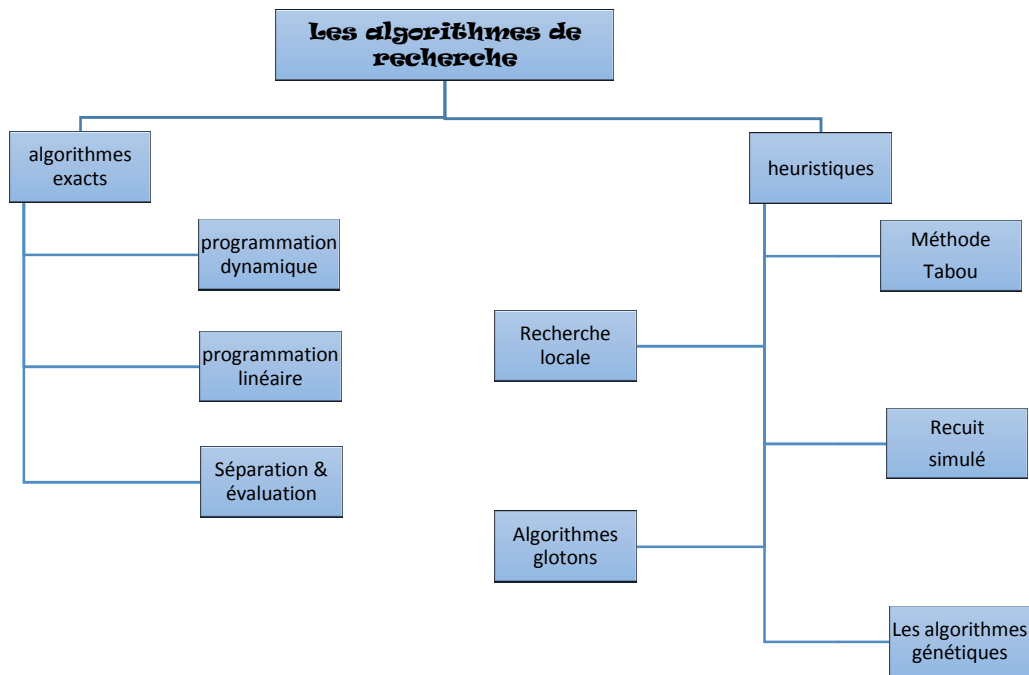 Les algorithmes de
recherche
algorithmes
exacts
heuristiques
programmation
dynamique
Méthode
Tabou
Recherche
locale
programmation
linéaire
Recuit
simulé
Séparation &
évaluation
Algorithmes
glotons
Les algorithmes
génétiques